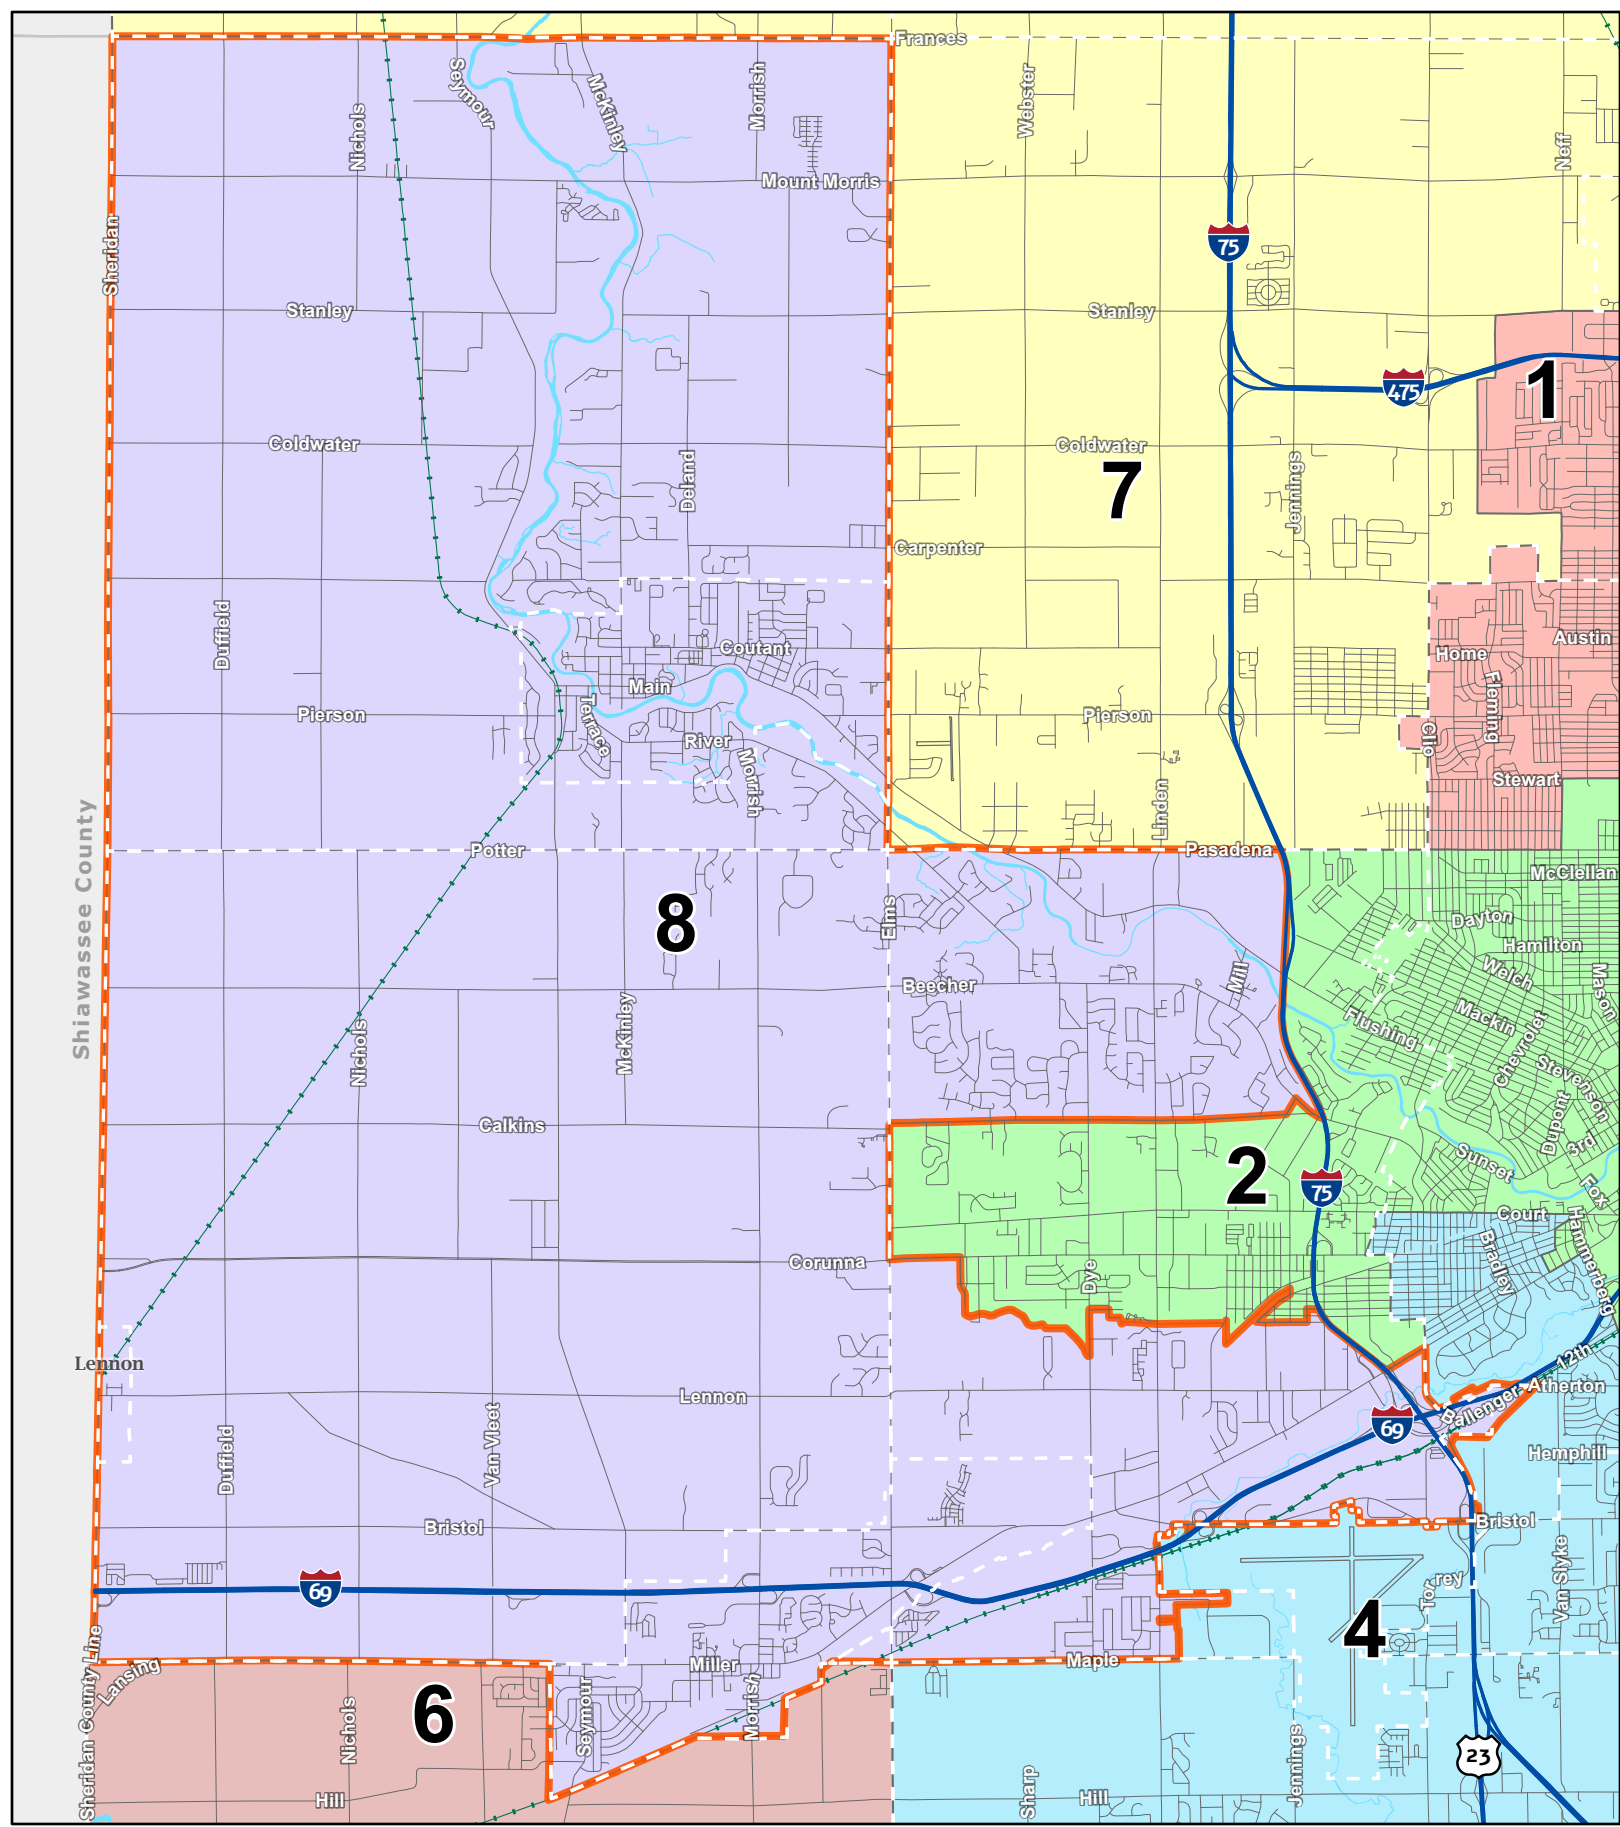 Frances
Seymour
McKinley
Morrish
Webster
Nichols
Neff
Mount Morris
Sheridan
75
Stanley
Stanley
475
1
Coldwater
Coldwater
7
Deland
Jennings
Carpenter
Duffield
Austin
Coutant
Home
Main
Fleming
Pierson
Terrace
Pierson
River
Clio
Morrish
Stewart
Linden
Shiawassee County
Potter
Pasadena
McClellan
8
Elms
Dayton
Hamilton
Welch
Mill
Beecher
Mason
Mackin
Flushing
McKinley
Nichols
Chevrolet
Stevenson
Calkins
Dupont
3rd
2
Sunset
75
Fox
Court
Hammerberg
Bradley
Corunna
Dye
Lennon
12th
Atherton
Lennon
Ballenger
69
Duffield
Van Vleet
Hemphill
Bristol
Bristol
69
Torrey
Van Slyke
4
Sheridan County Line
Lansing
Miller
Maple
6
Nichols
Seymour
Morrish
23
Sharp
Jennings
Hill
Hill